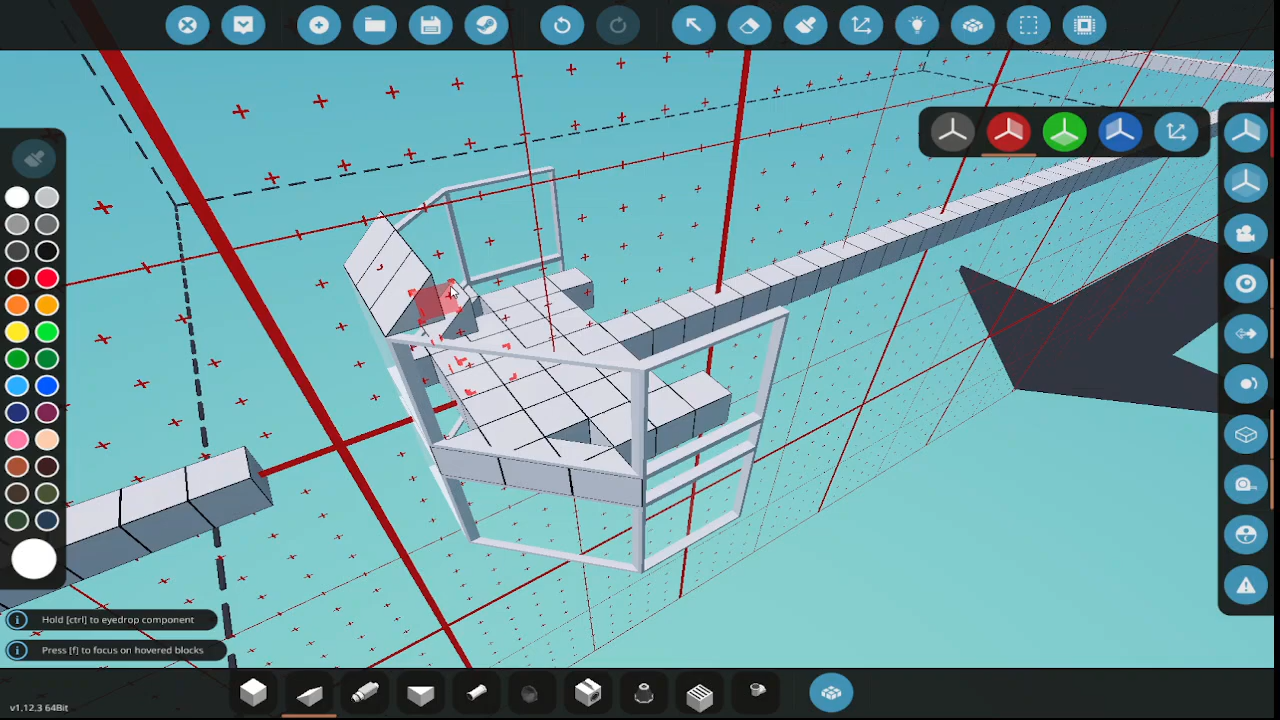 Hold [ctrl] to eyedrop component
Press [f] to focus on hovered blocks
v1.12.3 64Bit